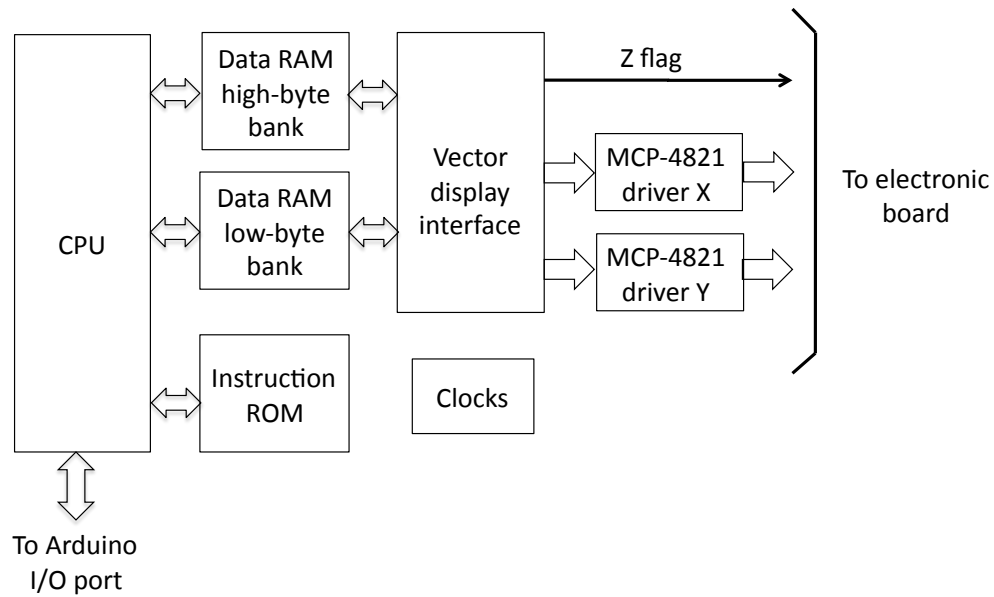 CPU
Data RAM
high-byte
bank
Data RAM
low-byte
bank
Instruction
ROM
Vector
display
interface
Clocks
Z flag
MCP-4821
driver X
MCP-4821
driver Y
To electronic
board
To Arduino
I/O port